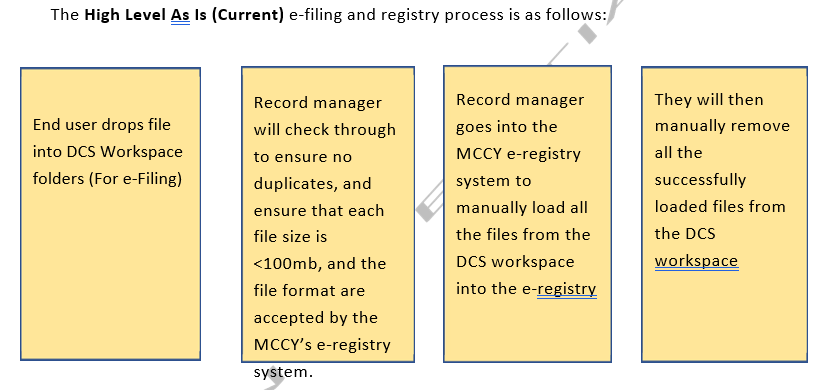 The High Level As Is (Current) e-filing and registry process is as follows:
End user drops file
into DCS Workspace
folders (For e-Filing)
Record manager
will check through
to ensure no
duplicates, and
ensure that each
file size is
<100mb, and the
file format are
accepted by the
MCCY's e-registry
system.
Record manager
goes into the
MCCY e-registry
system to
manually load all
the files from the
DCS workspace
into the e-registry
They will then
manually remove
all the
successfully
loaded files from
the DCS
workspace